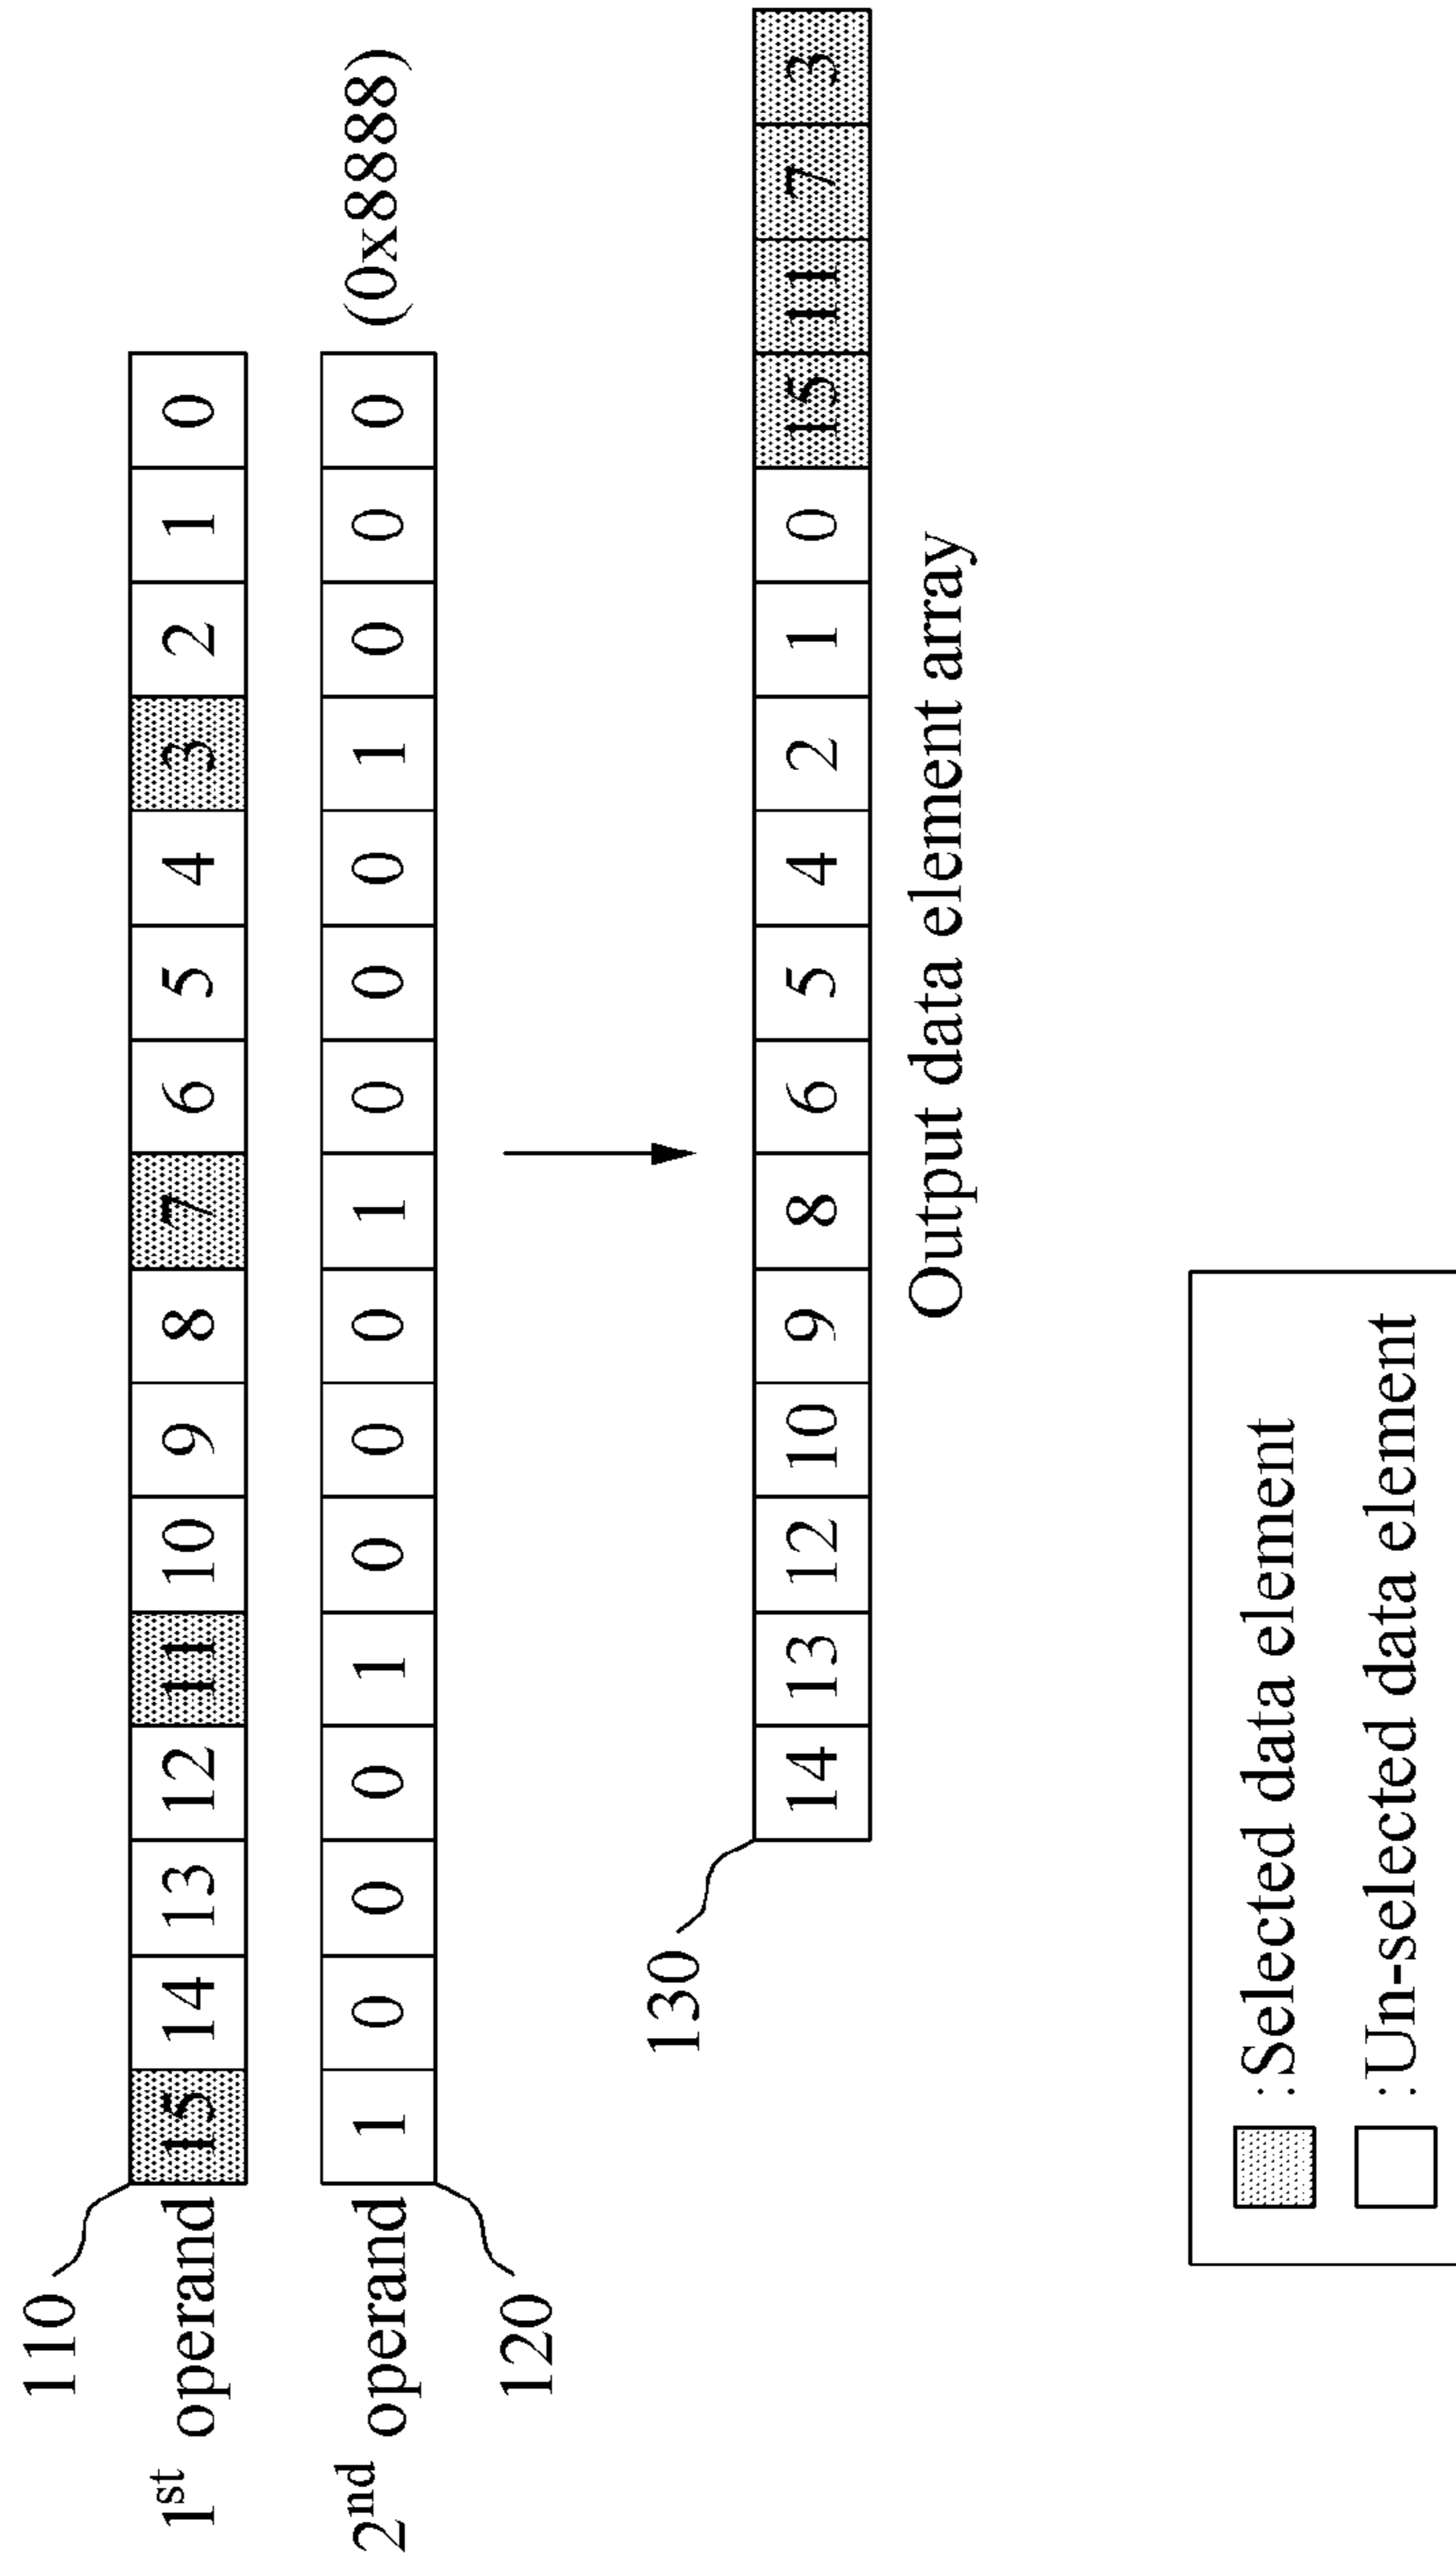 110
1st operand 15 14 13 12 11 10 9 8 7 6 5 4 3 2 1 0
2nd operand 1 0 0 0 1 0 0 0 1 0 0 0 1 0 0 0 (0x8888)
120
130
14 13 12 10 9 8 6 5 4 2 1 0 15 11 7 3
Output data element array
:Selected data element
:Un-selected data element